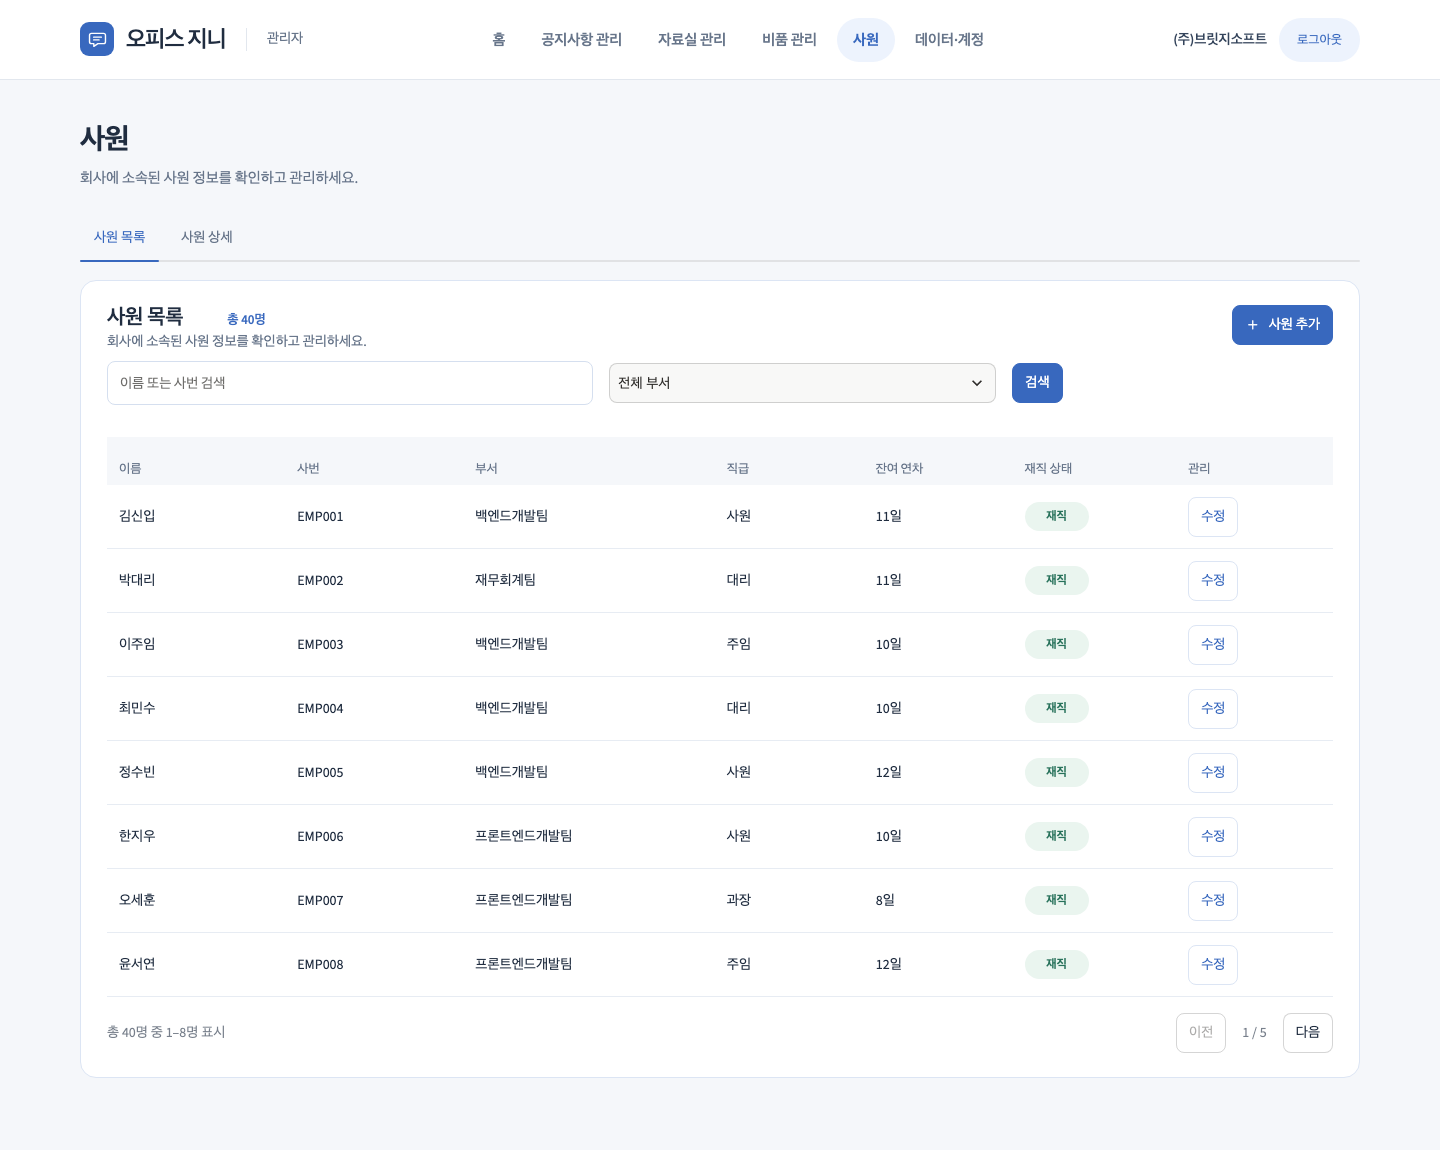 오피스 지니 관리자 홈 공지사항 관리 자료실 관리 비품 관리 사원 데이터·계정 (주)브릿지소프트 로그아웃
사원
회사에 소속된 사원 정보를 확인하고 관리하세요.
사원 목록 사원 상세
사원 목록 총 40명
+ 사원 추가
회사에 소속된 사원 정보를 확인하고 관리하세요.
이름 또는 사번 검색 전체 부서 검색
이름 사번 부서 직급 잔여 연차 재직 상태 관리
김신입 EMP001 백엔드개발팀 사원 11일 재직 수정
박대리 EMP002 재무회계팀 대리 11일 재직 수정
이주임 EMP003 백엔드개발팀 주임 10일 재직 수정
최민수 EMP004 백엔드개발팀 대리 10일 재직 수정
정수빈 EMP005 백엔드개발팀 사원 12일 재직 수정
한지우 EMP006 프론트엔드개발팀 사원 10일 재직 수정
오세훈 EMP007 프론트엔드개발팀 과장 8일 재직 수정
윤서연 EMP008 프론트엔드개발팀 주임 12일 재직 수정
총 40명 중 1–8명 표시 이전 1 / 5 다음